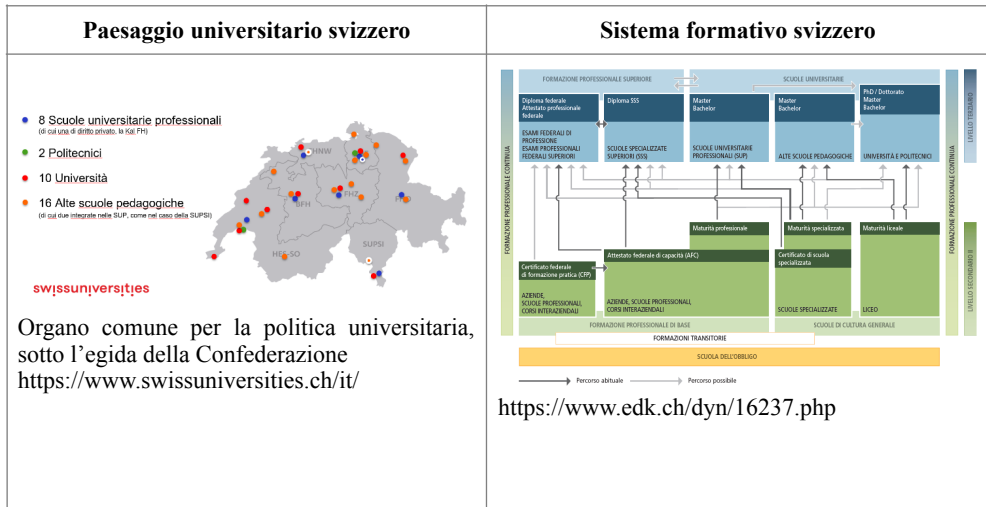 Paesaggio universitario svizzero
8 Scuole universitarie professionali
(di cui una di diritto privato, la Kal FH)
2 Politecnici
10 Università
16 Alte scuole pedagogiche
(di cui due integrate nelle SUP, come nel caso della SUPSI)
HNW
BFH
FHZ
SUPSI
HES-SO
swissuniversities
Organo comune per la politica universitaria,
sotto l'egida della Confederazione
https://www.swissuniversities.ch/it/
Sistema formativo svizzero
FORMAZIONE PROFESSIONALE SUPERIORE
SCUOLE UNIVERSITARIE
Diploma federale
Attestato professionale
federale
ESAMI FEDERALI DI
PROFESSIONE
ESAMI PROFESSIONALI
FEDERALI SUPERIORI
Diploma SSS
SCUOLE SPECIALIZZATE
SUPERIORI (SSS)
Master
Bachelor
SCUOLE UNIVERSITARIE
PROFESSIONALI (SUP)
Master
Bachelor
ALTE SCUOLE PEDAGOGICHE
PhD / Dottorato
Master
Bachelor
UNIVERSITÀ E POLITECNICI
FORMAZIONE PROFESSIONALE CONTINUA
FORMAZIONE PROFESSIONALE CONTINUA
LIVELLO TERZIARIO
LIVELLO SECONDARIO II
Maturità professionale
Maturità specializzata
Maturità liceale
Certificato federale
di formazione pratica (CFP)
AZIENDE,
SCUOLE PROFESSIONALI,
CORSI INTERAZIENDALI
Attestato federale di capacità (AFC)
AZIENDE, SCUOLE PROFESSIONALI,
CORSI INTERAZIENDALI
Certificato di scuola
specializzata
SCUOLE SPECIALIZZATE
LICEO
FORMAZIONE PROFESSIONALE DI BASE
SCUOLE DI CULTURA GENERALE
FORMAZIONI TRANSITORIE
SCUOLA DELL'OBBLIGO
Percorso abituale
Percorso possibile
https://www.edk.ch/dyn/16237.php